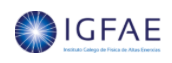 IGFAE
Instituto Galego de Física de Altas Enerxías